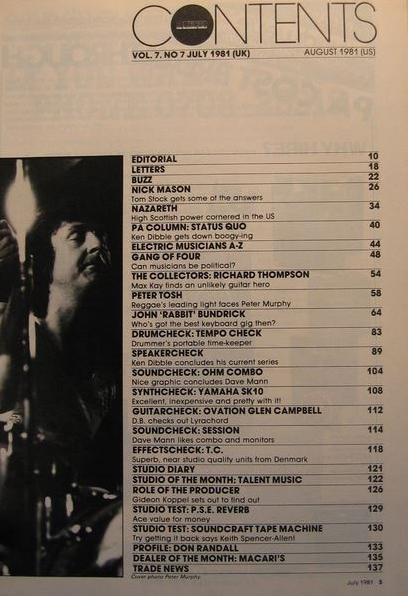 CONTENTS
VOL. 7. NO 7 JULY 1981 (UK) AUGUST 1981 (US)
EDITORIAL 10
LETTERS 18
BUZZ 22
NICK MASON 26
Tom Stock gets some of the answers
NAZARETH 34
High Scottish power cornered in the US
PA COLUMN: STATUS QUO 40
Ken Dibble gets down boogy-ing
ELECTRIC MUSICIANS A-Z 44
GANG OF FOUR 48
Can musicians be political?
THE COLLECTORS: RICHARD THOMPSON 54
Max Kay finds an unlikely guitar hero
PETER TOSH 58
Reggae's leading light faces Peter Murphy
JOHN 'RABBIT' BUNDRICK 64
Who's got the best keyboard gig then?
DRUMCHECK: TEMPO CHECK 83
Drummer's portable time-keeper
SPEAKERCHECK 89
Ken Dibble concludes his current series
SOUNDCHECK: OHM COMBO 104
Nice graphic concludes Dave Mann
SYNTHCHECK: YAMAHA SK10 108
Excellent, inexpensive and pretty with it!
GUITARCHECK: OVATION GLEN CAMPBELL 112
D.B. checks out Lyrachord
SOUNDCHECK: SESSION 114
Dave Mann likes combo and monitors
EFFECTSCHECK: T.C. 118
Superb, near studio quality units from Denmark
STUDIO DIARY 121
STUDIO OF THE MONTH: TALENT MUSIC 122
ROLE OF THE PRODUCER 126
Gideon Koppel sets out to find out
STUDIO TEST: P.S.E. REVERB 129
Ace value for money
STUDIO TEST: SOUNDCRAFT TAPE MACHINE 130
Try getting it back says Keith Spencer-Allen!
PROFILE: DON RANDALL 133
DEALER OF THE MONTH: MACARI'S 135
TRADE NEWS 137
Cover photo Peter Murphy
July 1981 5